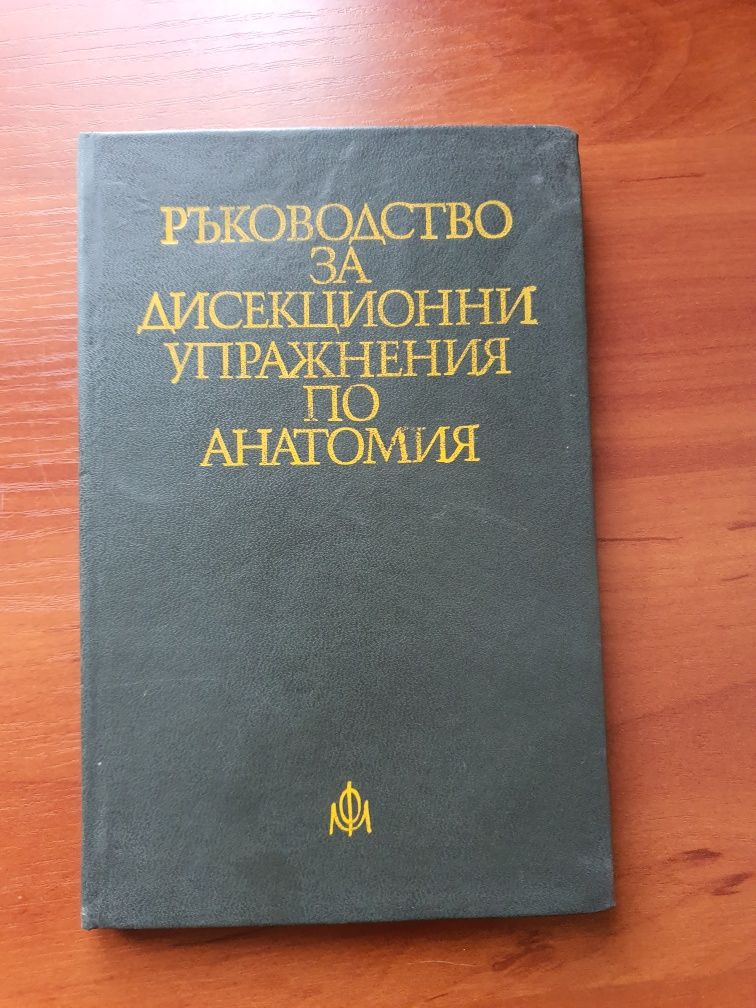 РЪКОВОДСТВО
ЗА
ДИСЕКЦИОННИ
УПРАЖНЕНИЯ
ПО
АНАТОМИЯ